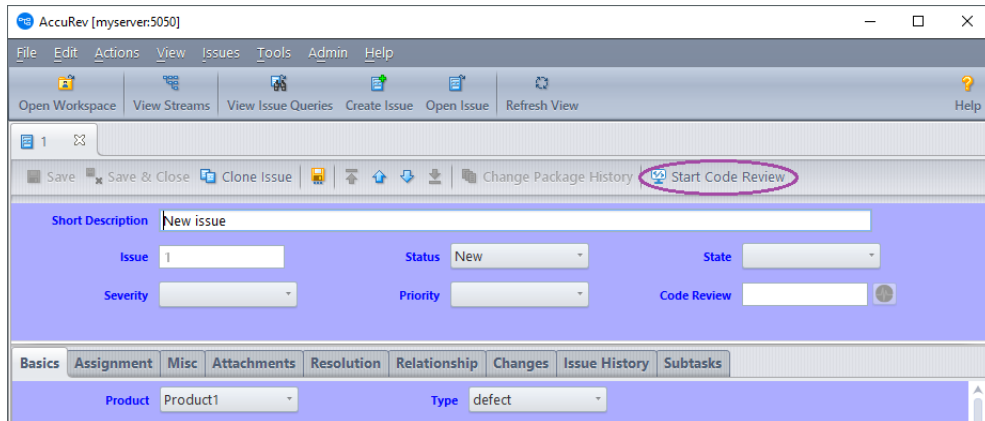 AccuRev [myserver:5050]
File Edit Actions View Issues Tools Admin Help
Open Workspace View Streams View Issue Queries Create Issue Open Issue Refresh View Help
1
Save Save & Close Clone Issue Change Package History Start Code Review
Short Description New issue
Issue 1 Status New State
Severity Priority Code Review
Basics Assignment Misc Attachments Resolution Relationship Changes Issue History Subtasks
Product Product1 Type defect